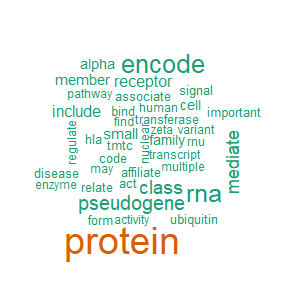 alpha encode
member receptor
pathway associate signal
include bind human cell important
find transferase
regulate small nuclear zeta variant
hla tmtc family rnu mediate
code transcript
may multiple
disease affiliate
enzyme relate act class rna
pseudogene
form activity ubiquitin
protein